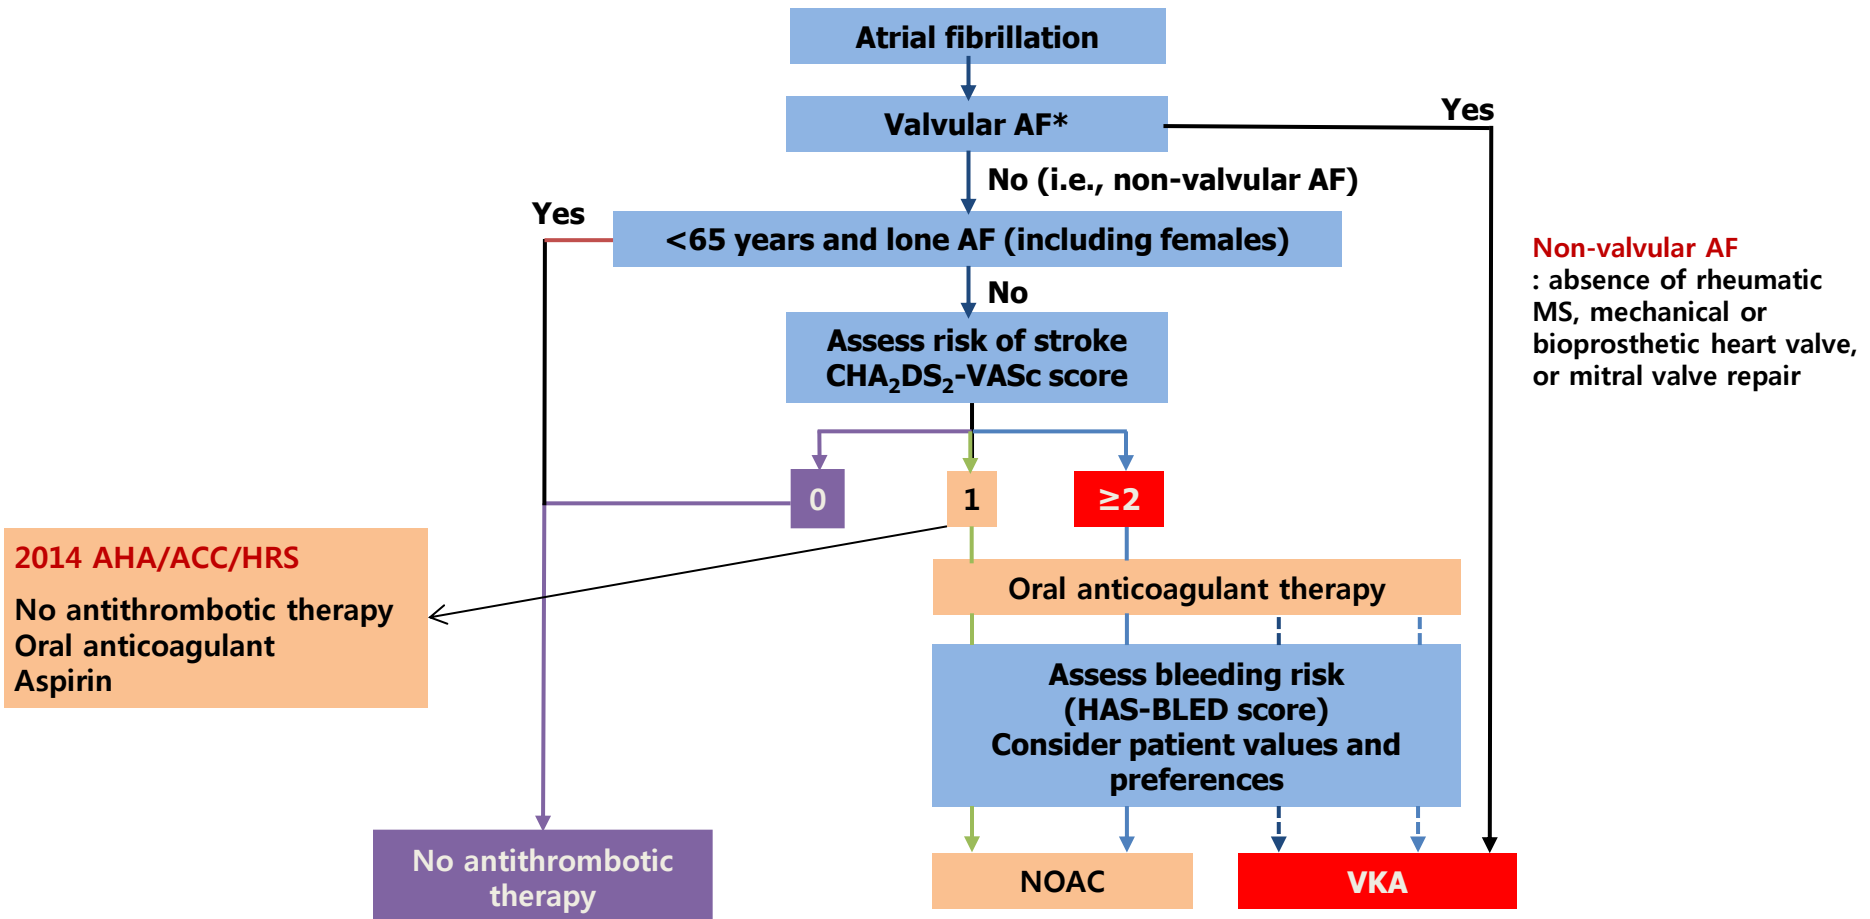 Atrial fibrillation
Valvular AF*
Yes
No (i.e., non-valvular AF)
Yes
<65 years and lone AF (including females)
No
Non-valvular AF
: absence of rheumatic
MS, mechanical or
bioprosthetic heart valve,
or mitral valve repair
Assess risk of stroke
CHA₂DS₂-VASc score
0
1
≥2
2014 AHA/ACC/HRS
No antithrombotic therapy
Oral anticoagulant
Aspirin
Oral anticoagulant therapy
Assess bleeding risk
(HAS-BLED score)
Consider patient values and
preferences
No antithrombotic
therapy
NOAC
VKA